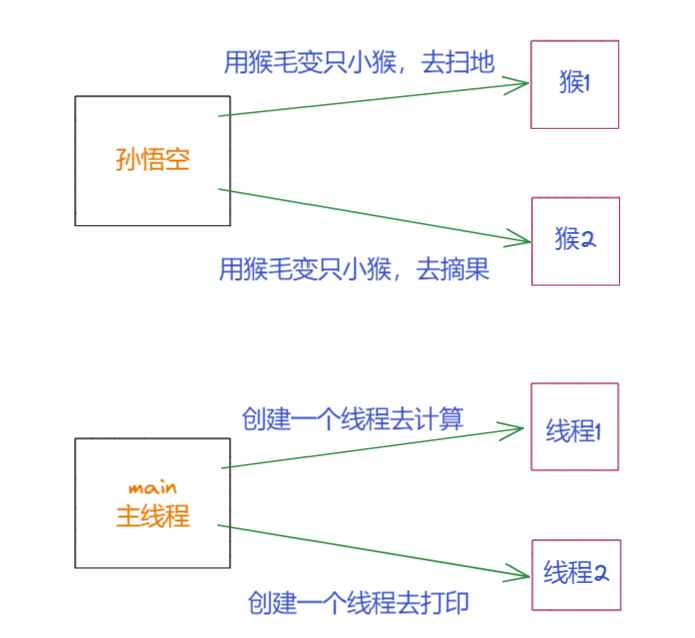 用猴毛变只小猴，去扫地
猴1
孙悟空
猴2
用猴毛变只小猴，去摘果
创建一个线程去计算
线程1
main
主线程
线程2
创建一个线程去打印